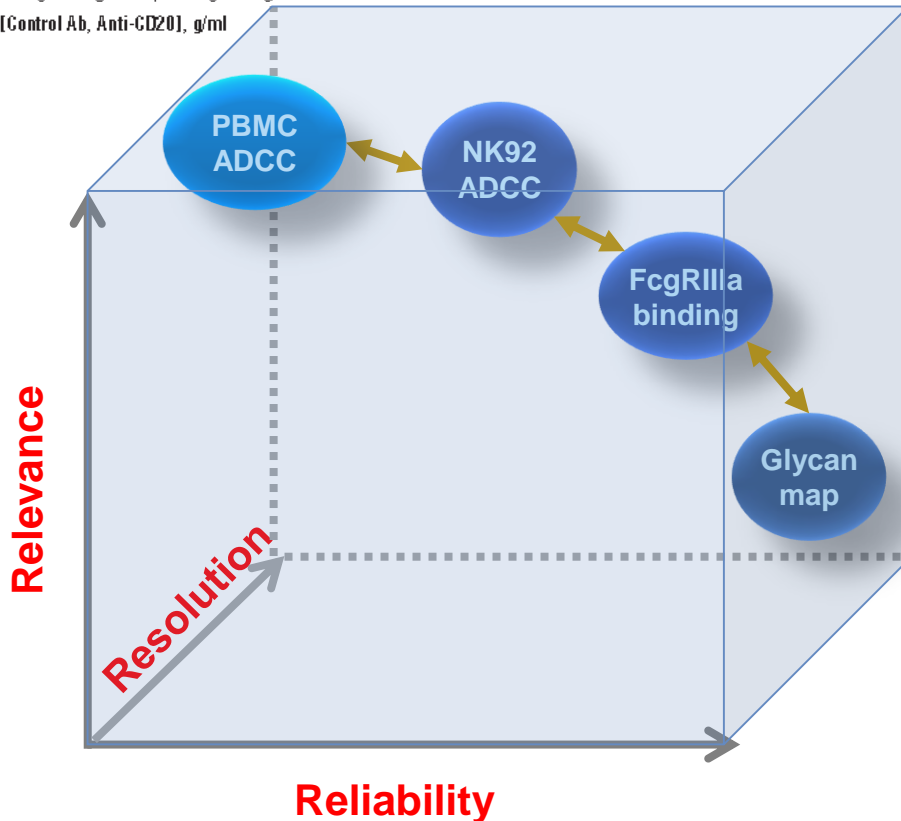 [Control Ab, Anti-CD20], g/ml
PBMC
ADCC
NK92
ADCC
FcgRIIIa
binding
Glycan
map
Relevance
Resolution
Reliability